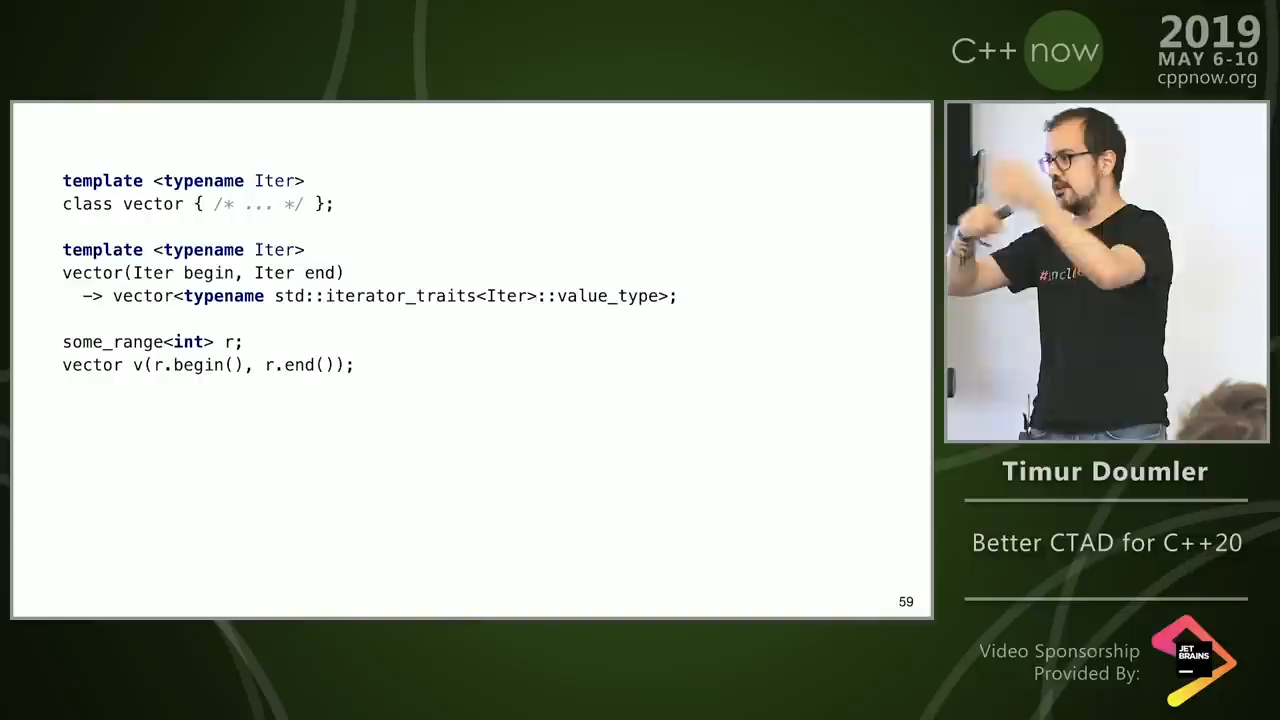 C++ now
2019
MAY 6-10
cppnow.org
template <typename Iter>
class vector { /* ... */ };
template <typename Iter>
vector(Iter begin, Iter end)
-> vector<typename std::iterator_traits<Iter>::value_type>;
some_range<int> r;
vector v(r.begin(), r.end());
59
#incl
Timur Doumler
Better CTAD for C++20
Video Sponsorship
Provided By:
JET
BRAINS